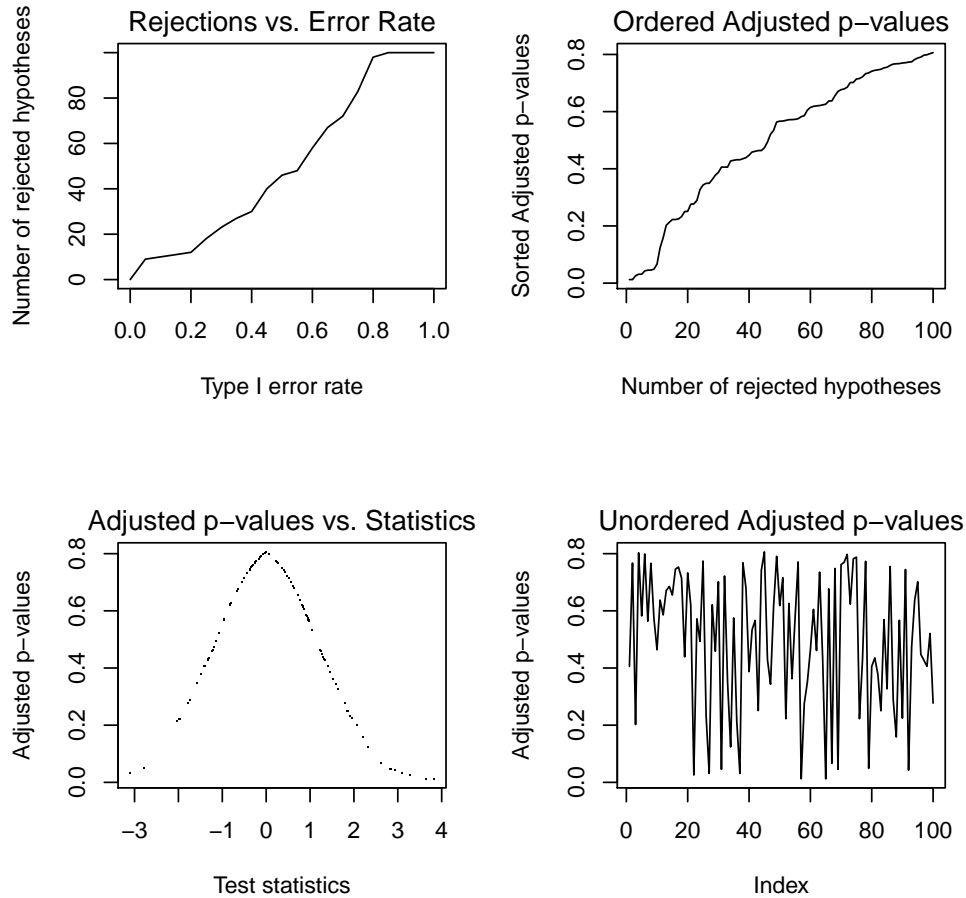 Rejections vs. Error Rate
Number of rejected hypotheses
0 20 40 60 80
0.0 0.2 0.4 0.6 0.8 1.0
Type I error rate
Ordered Adjusted p−values
Sorted Adjusted p−values
0.0 0.2 0.4 0.6 0.8
0 20 40 60 80 100
Number of rejected hypotheses
Adjusted p−values vs. Statistics
Adjusted p−values
0.0 0.2 0.4 0.6 0.8
−3 −1 0 1 2 3 4
Test statistics
Unordered Adjusted p−values
Adjusted p−values
0.0 0.2 0.4 0.6 0.8
0 20 40 60 80 100
Index